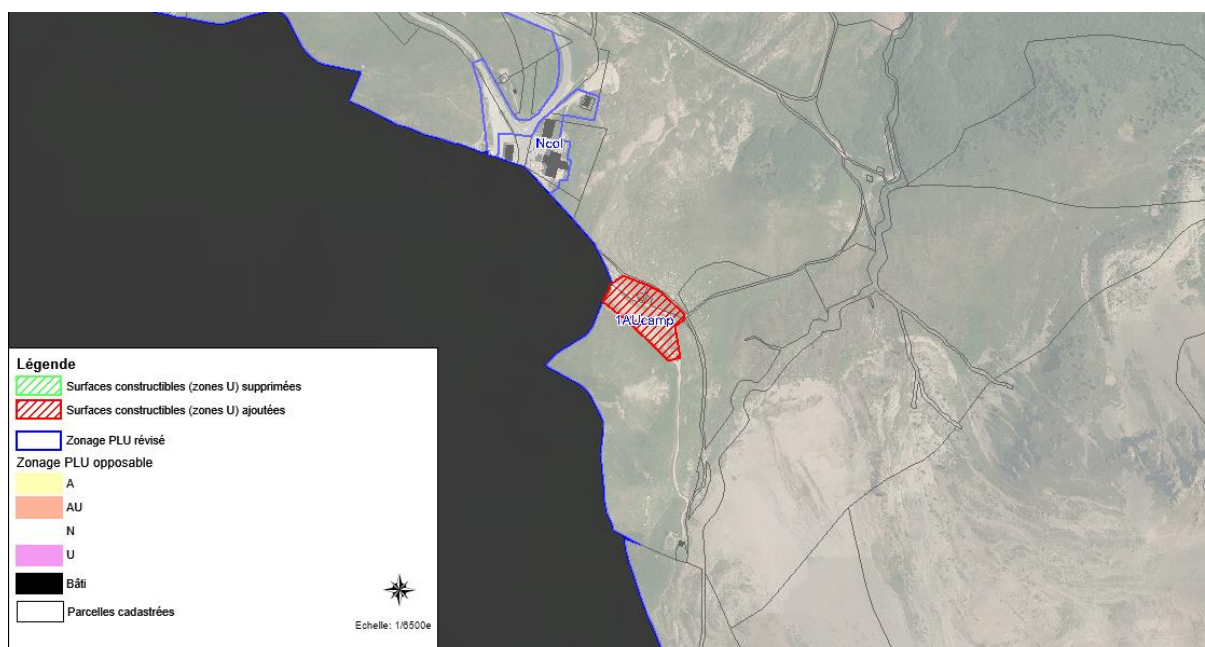 Ncol
1AUcamp
Légende
Surfaces constructibles (zones U) supprimées
Surfaces constructibles (zones U) ajoutées
Zonage PLU révisé
Zonage PLU opposable
A
AU
N
U
Bâti
Parcelles cadastrées
Echelle: 1/6500e